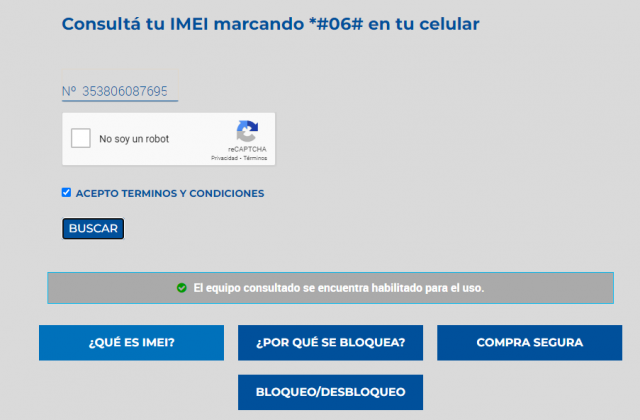 Consultá tu IMEI marcando *#06# en tu celular
Nº 353806087695
No soy un robot
reCAPTCHA
Privacidad - Términos
ACEPTO TERMINOS Y CONDICIONES
BUSCAR
El equipo consultado se encuentra habilitado para el uso.
¿QUÉ ES IMEI?
¿POR QUÉ SE BLOQUEA?
COMPRA SEGURA
BLOQUEO/DESBLOQUEO